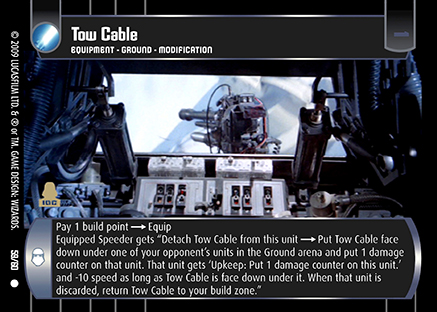 Tow Cable
EQUIPMENT • GROUND • MODIFICATION
© 2009 LUCASFILM LTD. & ® or TM. GAME DESIGN: WIZARDS.
IDC
Pay 1 build point → Equip
Equipped Speeder gets “Detach Tow Cable from this unit → Put Tow Cable face
down under one of your opponent’s units in the Ground arena and put 1 damage
counter on that unit. That unit gets ‘Upkeep: Put 1 damage counter on this unit.’
and -10 speed as long as Tow Cable is face down under it. When that unit is
discarded, return Tow Cable to your build zone.”